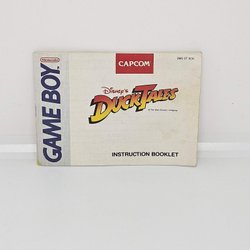 Nintendo
GAME BOY
CAPCOM
Disney's
DUCKTALES
INSTRUCTION BOOKLET